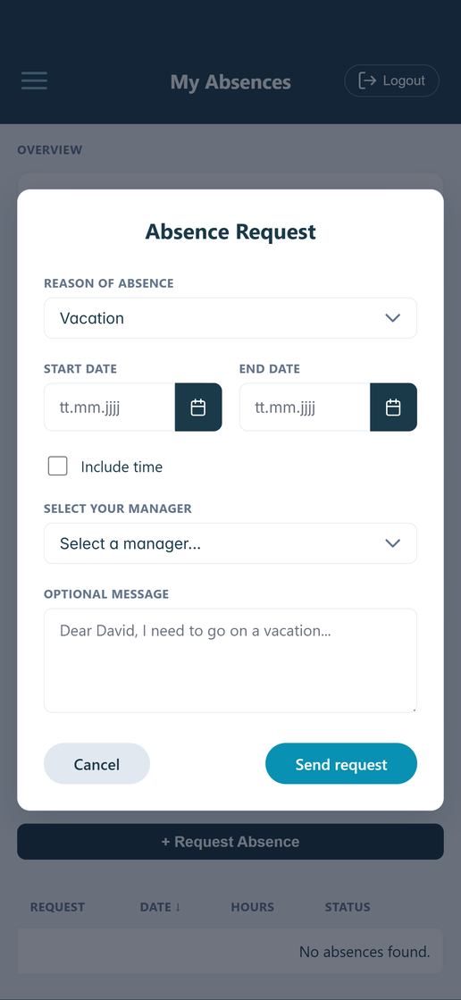 My Absences
Logout
OVERVIEW
Absence Request
REASON OF ABSENCE
Vacation
START DATE
END DATE
tt.mm.jjjj
tt.mm.jjjj
Include time
SELECT YOUR MANAGER
Select a manager...
OPTIONAL MESSAGE
Dear David, I need to go on a vacation...
Cancel
Send request
+ Request Absence
REQUEST DATE ↓ HOURS STATUS
No absences found.